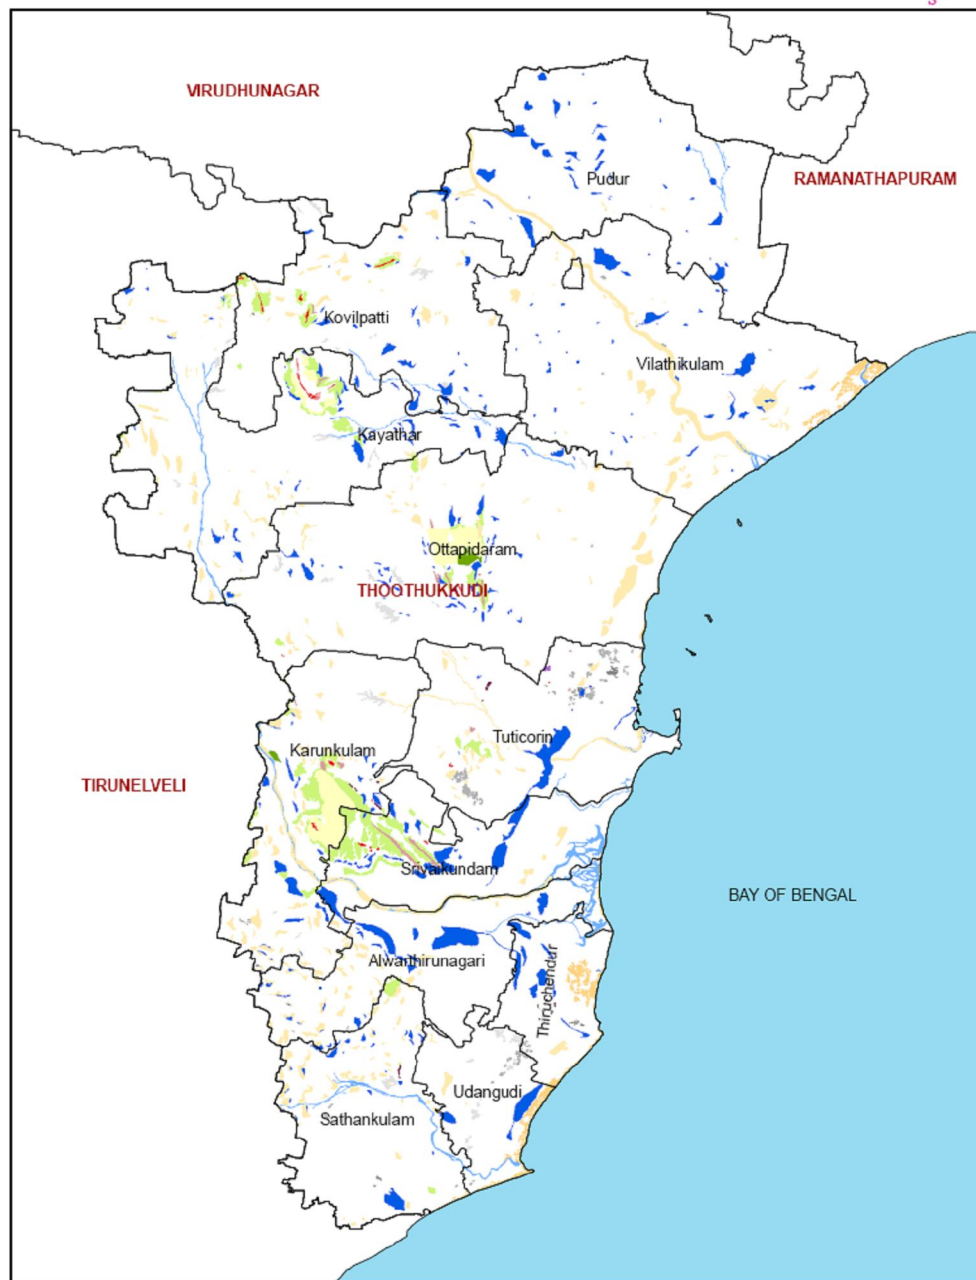 VIRUDHUNAGAR
Pudur
RAMANATHAPURAM
Kovilpatti
Vilathikulam
Kayathar
Ottapidaram
THOOTHUKKUDI
Tuticorin
Karunkulam
TIRUNELVELI
Srivaikundam
BAY OF BENGAL
Alwarthirunagari
Thiruchendur
Udangudi
Sathankulam